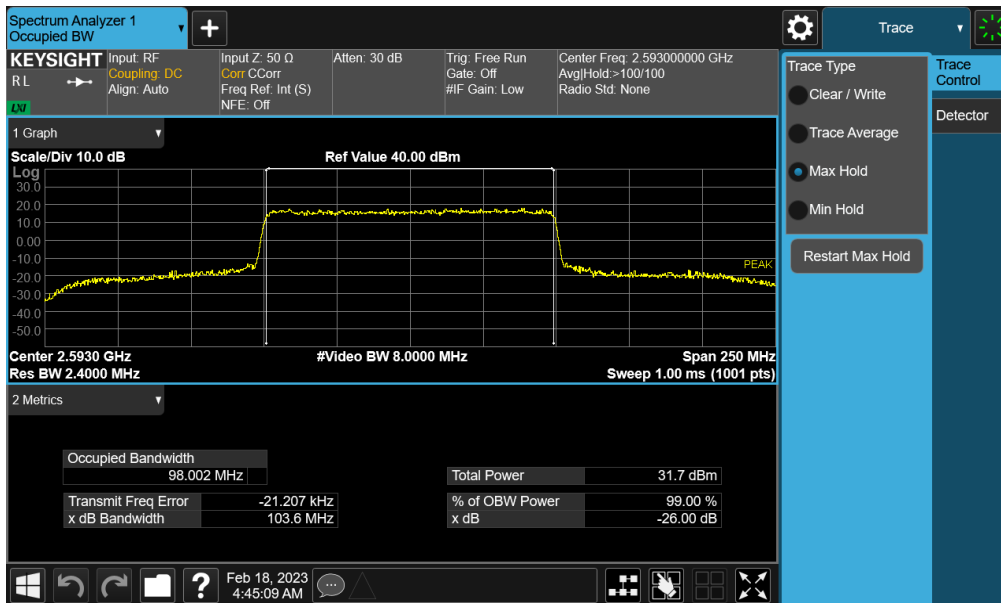 Spectrum Analyzer 1
Occupied BW
+
Trace
KEYSIGHT
R L
LXI
Input: RF
Coupling: DC
Align: Auto
Input Z: 50 Ω
Corr CCorr
Freq Ref: Int (S)
NFE: Off
Atten: 30 dB
Trig: Free Run
Gate: Off
#IF Gain: Low
Center Freq: 2.593000000 GHz
Avg|Hold:>100/100
Radio Std: None
Trace Type
Clear / Write
Trace Average
Max Hold
Min Hold
Restart Max Hold
Trace
Control
Detector
1 Graph
Scale/Div 10.0 dB
Ref Value 40.00 dBm
Log
30.0
20.0
10.0
0.00
-10.0
-20.0
-30.0
-40.0
-50.0
PEAK
Center 2.5930 GHz
#Video BW 8.0000 MHz
Span 250 MHz
Res BW 2.4000 MHz
Sweep 1.00 ms (1001 pts)
2 Metrics
Occupied Bandwidth
98.002 MHz
Total Power 31.7 dBm
Transmit Freq Error -21.207 kHz
% of OBW Power 99.00 %
x dB Bandwidth 103.6 MHz
x dB -26.00 dB
?
Feb 18, 2023
4:45:09 AM